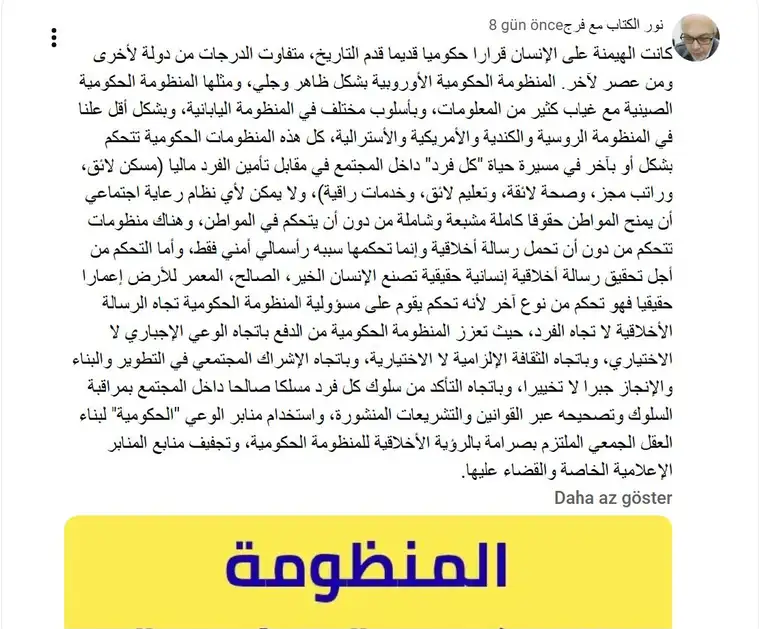 نور الكتاب مع فرج8 gün önce
كانت الهيمنة على الإنسان قرارا حكوميا قديما قدم التاريخ، متفاوت الدرجات من دولة لأخرى
ومن عصر لآخر. المنظومة الحكومية الأوروبية بشكل ظاهر وجلي، ومثلها المنظومة الحكومية
الصينية مع غياب كثير من المعلومات، وبأسلوب مختلف في المنظومة اليابانية، وبشكل أقل علنا
في المنظومة الروسية والكندية والأمريكية والأسترالية، كل هذه المنظومات الحكومية تتحكم
بشكل أو بآخر في مسيرة حياة "كل فرد" داخل المجتمع في مقابل تأمين الفرد ماليا (مسكن لائق،
وراتب مجز، وصحة لائقة، وتعليم لائق، وخدمات راقية)، ولا يمكن لأي نظام رعاية اجتماعي
أن يمنح المواطن حقوقا كاملة مشبعة وشاملة من دون أن يتحكم في المواطن، وهناك منظومات
تتحكم من دون أن تحمل رسالة أخلاقية وإنما تحكمها سببه رأسمالي أمني فقط، وأما التحكم من
أجل تحقيق رسالة أخلاقية إنسانية حقيقية تصنع الإنسان الخير، الصالح، المعمر للأرض إعمارا
حقيقيا فهو تحكم من نوع آخر لأنه تحكم يقوم على مسؤولية المنظومة الحكومية تجاه الرسالة
الأخلاقية لا تجاه الفرد، حيث تعزز المنظومة الحكومية من الدفع باتجاه الوعي الإجباري لا
الاختياري، وباتجاه الثقافة الإلزامية لا الاختيارية، وباتجاه الإشراك المجتمعي في التطوير والبناء
والإنجاز جبرا لا تخييرا، وباتجاه التأكد من سلوك كل فرد مسلكا صالحا داخل المجتمع بمراقبة
السلوك وتصحيحه عبر القوانين والتشريعات المنشورة، واستخدام منابر الوعي "الحكومية" لبناء
العقل الجمعي الملتزم بصرامة بالرؤية الأخلاقية للمنظومة الحكومية، وتجفيف منابع المنابر
الإعلامية الخاصة والقضاء عليها.
Daha az göster
المنظومة